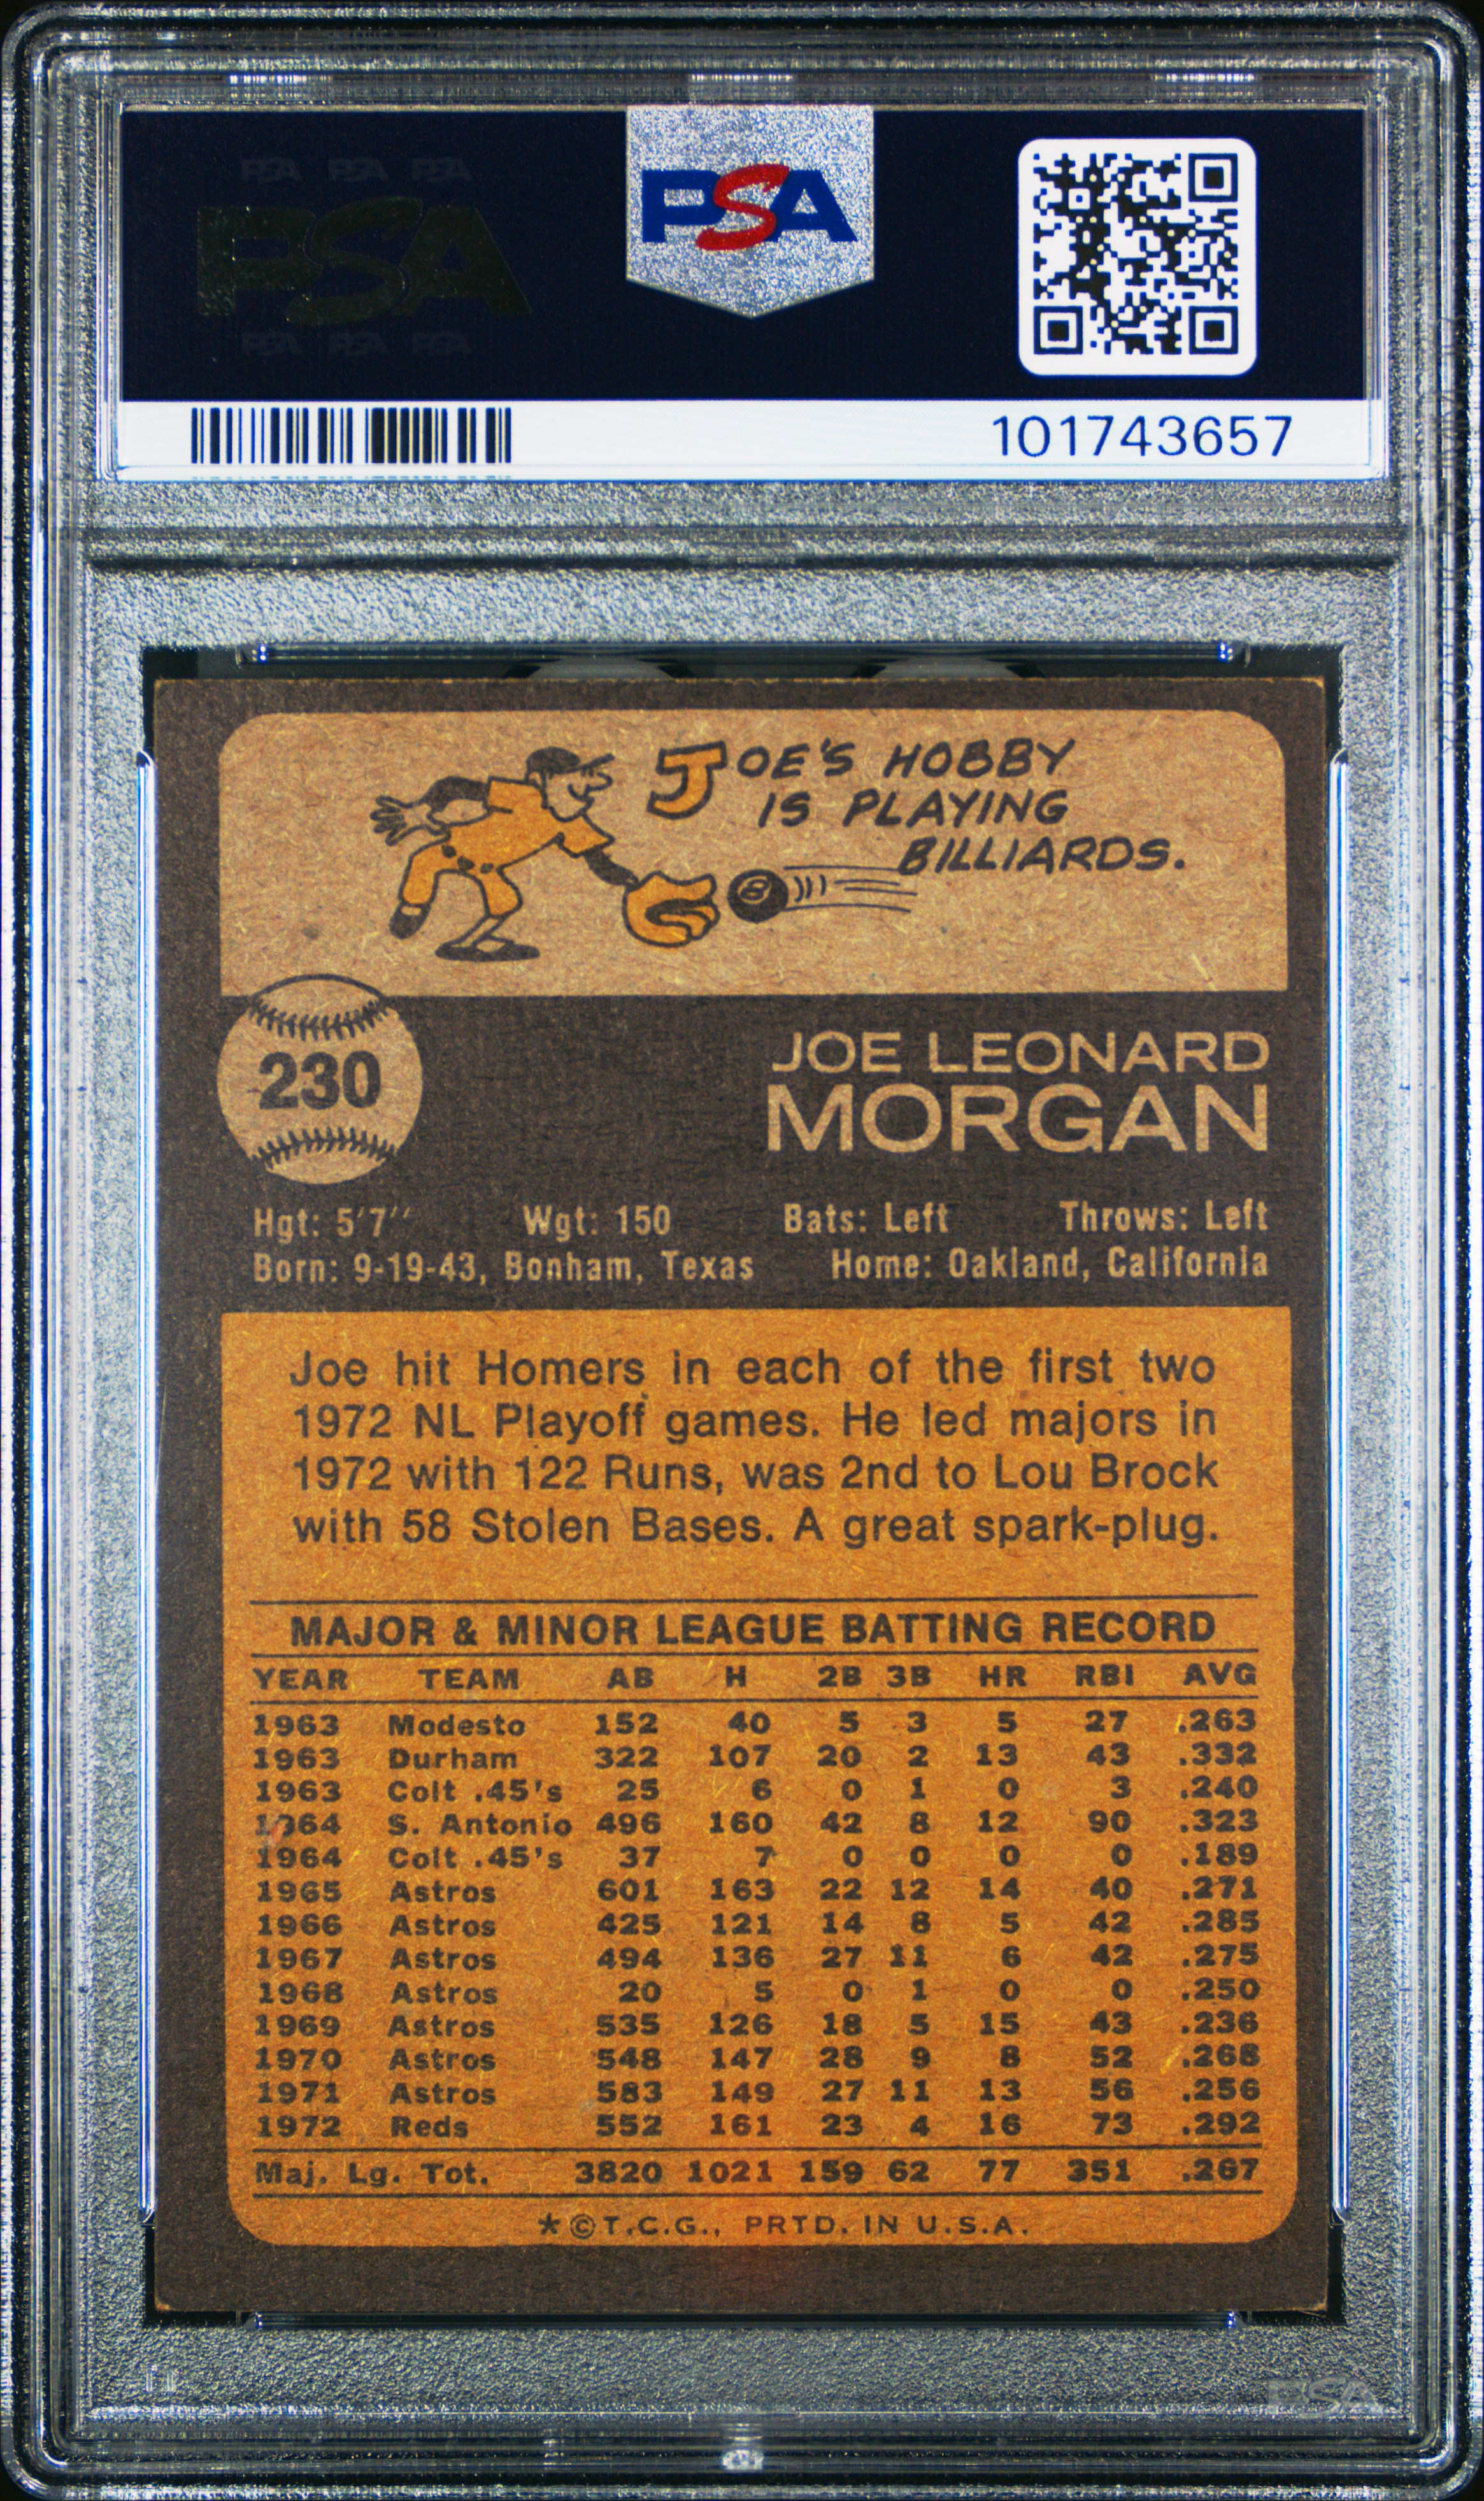 PSA PSA PSA
PSA
PSA PSA PSA
PSA
101743657
JOE'S HOBBY
IS PLAYING
BILLIARDS.
8
230
JOE LEONARD
MORGAN
Hgt: 5'7'' Wgt: 150 Bats: Left Throws: Left
Born: 9-19-43, Bonham, Texas Home: Oakland, California
Joe hit Homers in each of the first two
1972 NL Playoff games. He led majors in
1972 with 122 Runs, was 2nd to Lou Brock
with 58 Stolen Bases. A great spark-plug.
MAJOR & MINOR LEAGUE BATTING RECORD
YEAR TEAM AB H 2B 3B HR RBI AVG
1963 Modesto 152 40 5 3 5 27 .263
1963 Durham 322 107 20 2 13 43 .332
1963 Colt .45's 25 6 0 1 0 3 .240
1964 S. Antonio 496 160 42 8 12 90 .323
1964 Colt .45's 37 7 0 0 0 0 .189
1965 Astros 601 163 22 12 14 40 .271
1966 Astros 425 121 14 8 5 42 .285
1967 Astros 494 136 27 11 6 42 .275
1968 Astros 20 5 0 1 0 0 .250
1969 Astros 535 126 18 5 15 43 .236
1970 Astros 548 147 28 9 8 52 .268
1971 Astros 583 149 27 11 13 56 .256
1972 Reds 552 161 23 4 16 73 .292
Maj. Lg. Tot. 3820 1021 159 62 77 351 .267
*©T.C.G., PRTD. IN U.S.A.
PSA